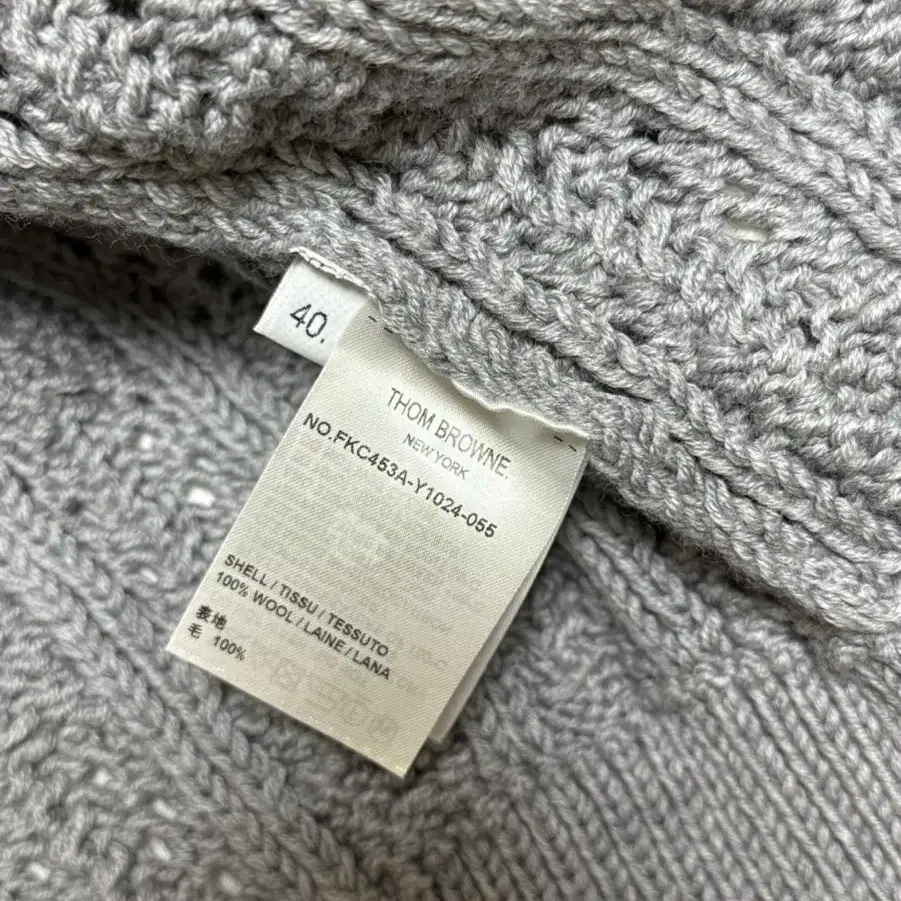 40.
THOM BROWNE.
NEW YORK
NO.FKC453A-Y1024-055
SHELL / TISSU / TESSUTO
100% WOOL / LAINE / LANA
表地
毛 100%